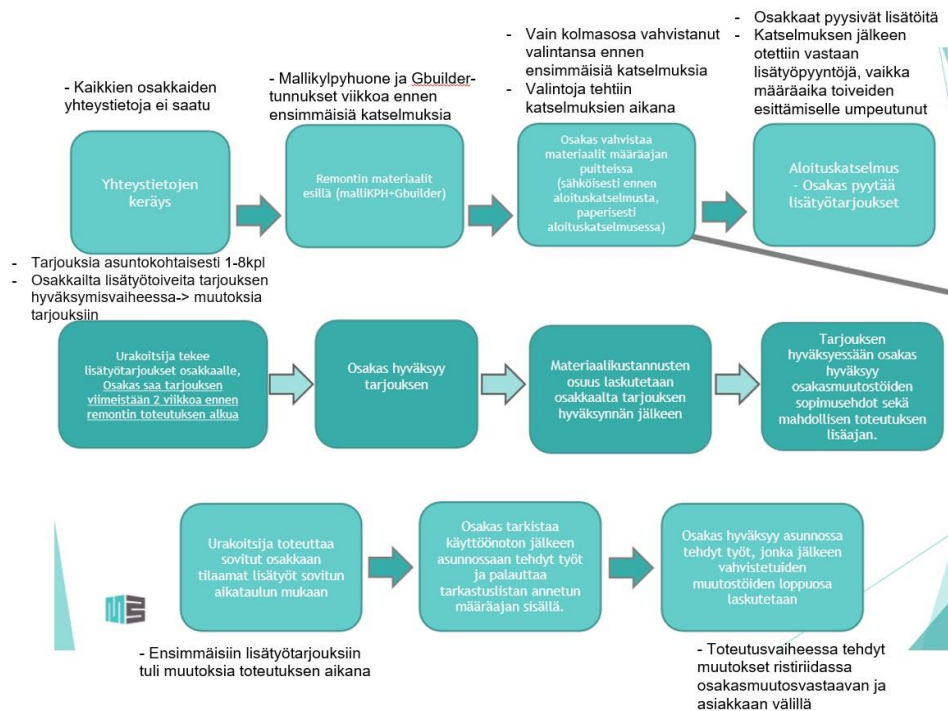 - Kaikkien osakkaiden
yhteystietoja ei saatu
- Mallikylpyhuone ja Gbuilder-
tunnukset viikkoa ennen
ensimmäisiä katselmuksia
- Vain kolmasosa vahvistanut
valintansa ennen
ensimmäisiä katselmuksia
- Valintoja tehtiin
katselmuksien aikana
- Osakkaat pyysivät lisätöitä
- Katselmuksen jälkeen
otettiin vastaan
lisätyöpyyntöjä, vaikka
määräaika toiveiden
esittämiselle umpeutunut
Yhteystietojen
keräys
Remontin materiaalit
esillä (malliKPH+Gbuilder)
Osakas vahvistaa
materiaalit määräajan
puitteissa
(sähköisesti ennen
aloituskatselmusta,
paperisesti
aloituskatselmusessa)
Aloituskatselmus
- Osakas pyytää
lisätyötarjoukset
- Tarjouksia asuntokohtaisesti 1-8kpl
- Osakkailta lisätyötoiveita tarjouksen
hyväksymisvaiheessa-> muutoksia
tarjouksiin
Urakoitsija tekee
lisätyötarjoukset osakkaalle,
Osakas saa tarjouksen
viimeistään 2 viikkoa ennen
remontin toteutuksen alkua
Osakas hyväksyy
tarjouksen
Materiaalikustannusten
osuus laskutetaan
osakkaalta tarjouksen
hyväksynnän jälkeen
Tarjouksen
hyväksyessään osakas
hyväksyy
osakasmuutostöiden
sopimusehdot sekä
mahdollisen toteutuksen
lisäajan.
Urakoitsija toteuttaa
sovitut osakkaan
tilaamat lisätyöt sovitun
aikataulun mukaan
Osakas tarkistaa
käyttöönoton jälkeen
asunnossaan tehdyt työt
ja palauttaa
tarkastuslistan annetun
määräajan sisällä.
Osakas hyväksyy asunnossa
tehdyt työt, jonka jälkeen
vahvistetuiden
muutostöiden loppuosa
laskutetaan
- Ensimmäisiin lisätyötarjouksiin
tuli muutoksia toteutuksen aikana
- Toteutusvaiheessa tehdyt
muutokset ristiriidassa
osakasmuutosvastaavan ja
asiakkaan välillä